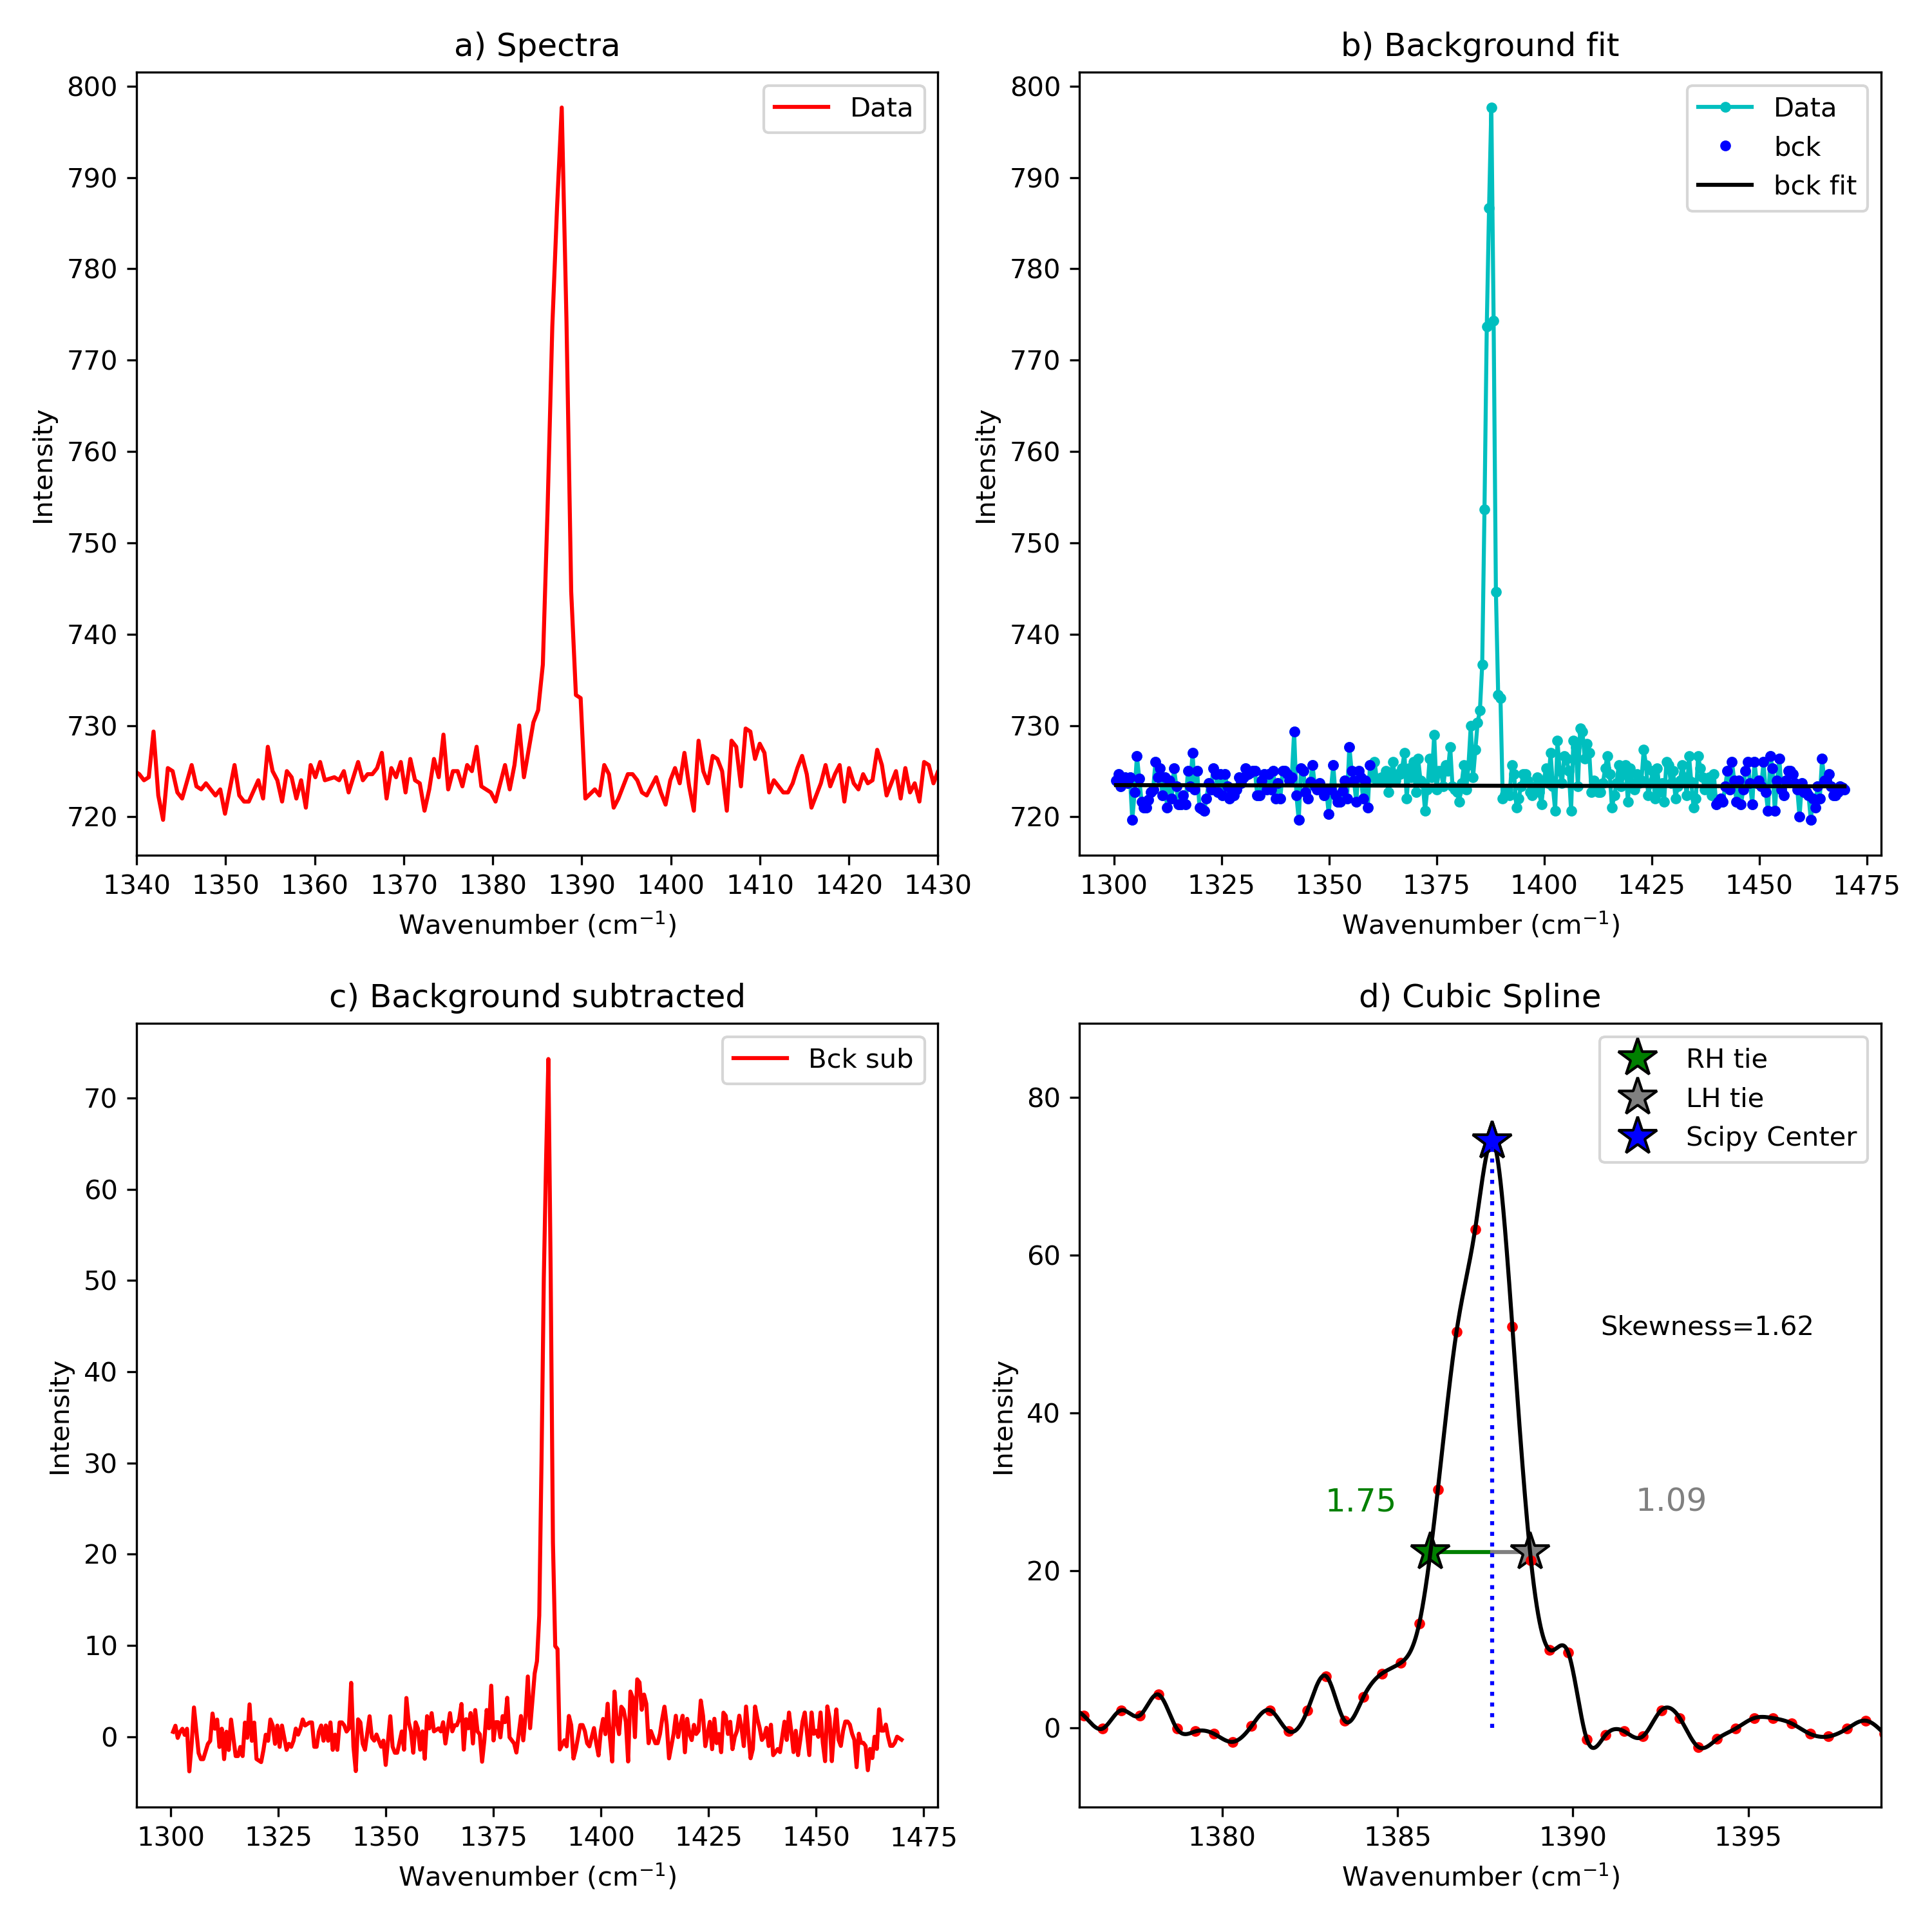 a) Spectra
Data
800
790
780
770
760
750
740
730
720
Intensity
1340 1350 1360 1370 1380 1390 1400 1410 1420 1430
Wavenumber (cm⁻¹)
b) Background fit
Data
bck
bck fit
800
790
780
770
760
750
740
730
720
Intensity
1300 1325 1350 1375 1400 1425 1450 1475
Wavenumber (cm⁻¹)
c) Background subtracted
Bck sub
70
60
50
40
30
20
10
0
Intensity
1300 1325 1350 1375 1400 1425 1450 1475
Wavenumber (cm⁻¹)
d) Cubic Spline
RH tie
LH tie
Scipy Center
80
60
40
20
0
Intensity
Skewness=1.62
1.75
1.09
1380 1385 1390 1395
Wavenumber (cm⁻¹)